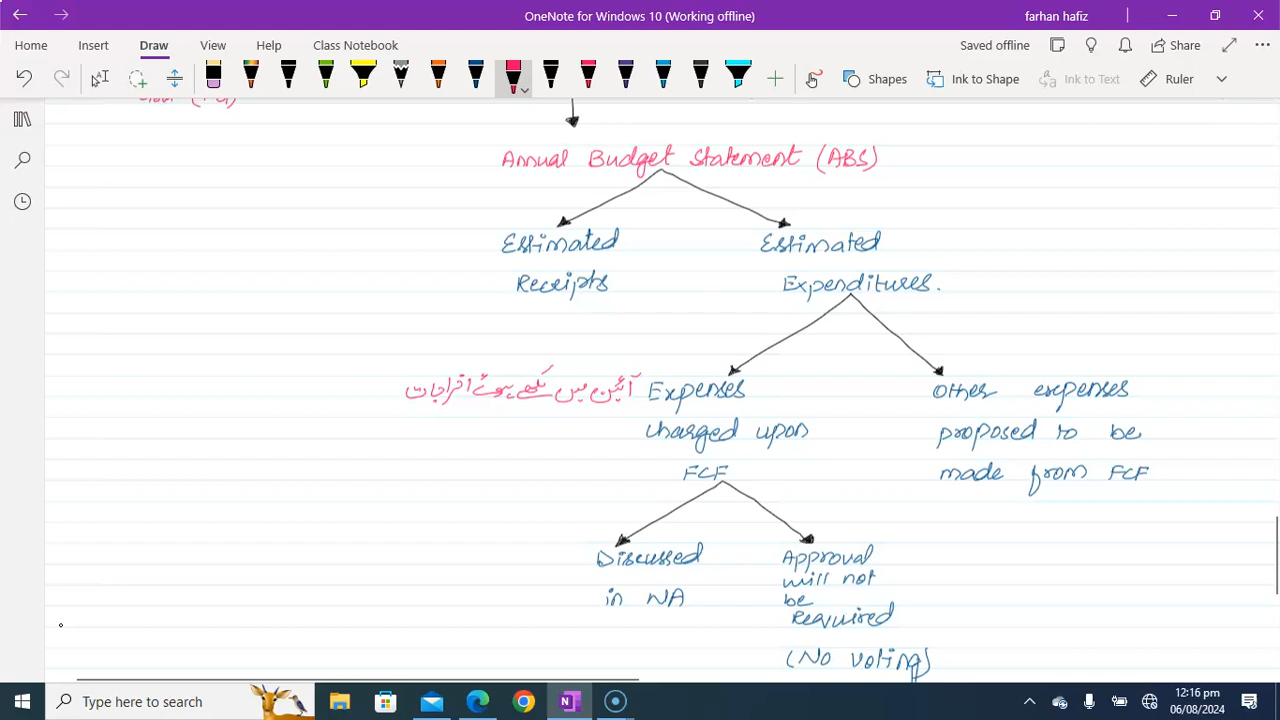 OneNote for Windows 10 (Working offline)
farhan hafiz
Home Insert Draw View Help Class Notebook
Saved offline
Share
Shapes
Ink to Shape
Ink to Text
Ruler
Annual Budget Statement (ABS)
Estimated
Receipts
Estimated
Expenditures.
آئین میں لکھے ہوئے اخراجات
Expenses
charged upon
FCF
Other expenses
proposed to be
made from FCF
Discussed
in NA
Approval
will not
be
Required
(No voting)
Type here to search
12:16 pm
06/08/2024